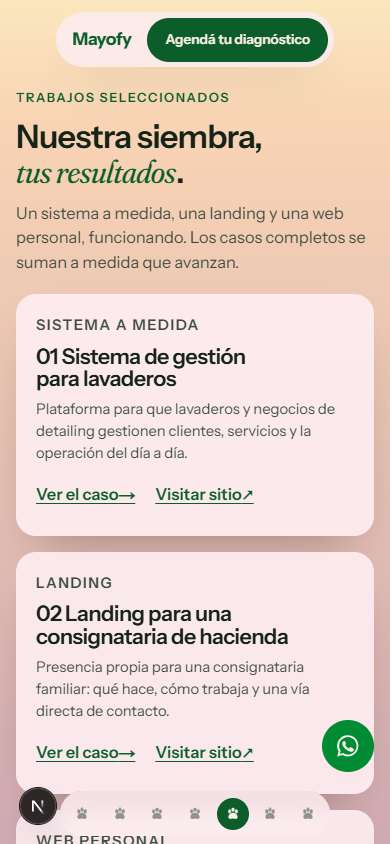 Mayofy
Agendá tu diagnóstico
TRABAJOS SELECCIONADOS
Nuestra siembra,
tus resultados.
Un sistema a medida, una landing y una web
personal, funcionando. Los casos completos se
suman a medida que avanzan.
SISTEMA A MEDIDA
01 Sistema de gestión
para lavaderos
Plataforma para que lavaderos y negocios de
detailing gestionen clientes, servicios y la
operación del día a día.
Ver el caso→ Visitar sitio↗
LANDING
02 Landing para una
consignataria de hacienda
Presencia propia para una consignataria
familiar: qué hace, cómo trabaja y una vía
directa de contacto.
Ver el caso→ Visitar sitio↗
N
WEB PERSONAL